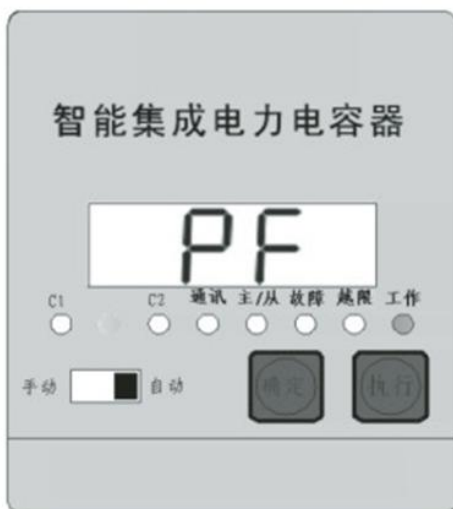 智能集成电力电容器
PF
C1 C2 通讯 主/从 故障 越限 工作
手动 自动 确定 执行